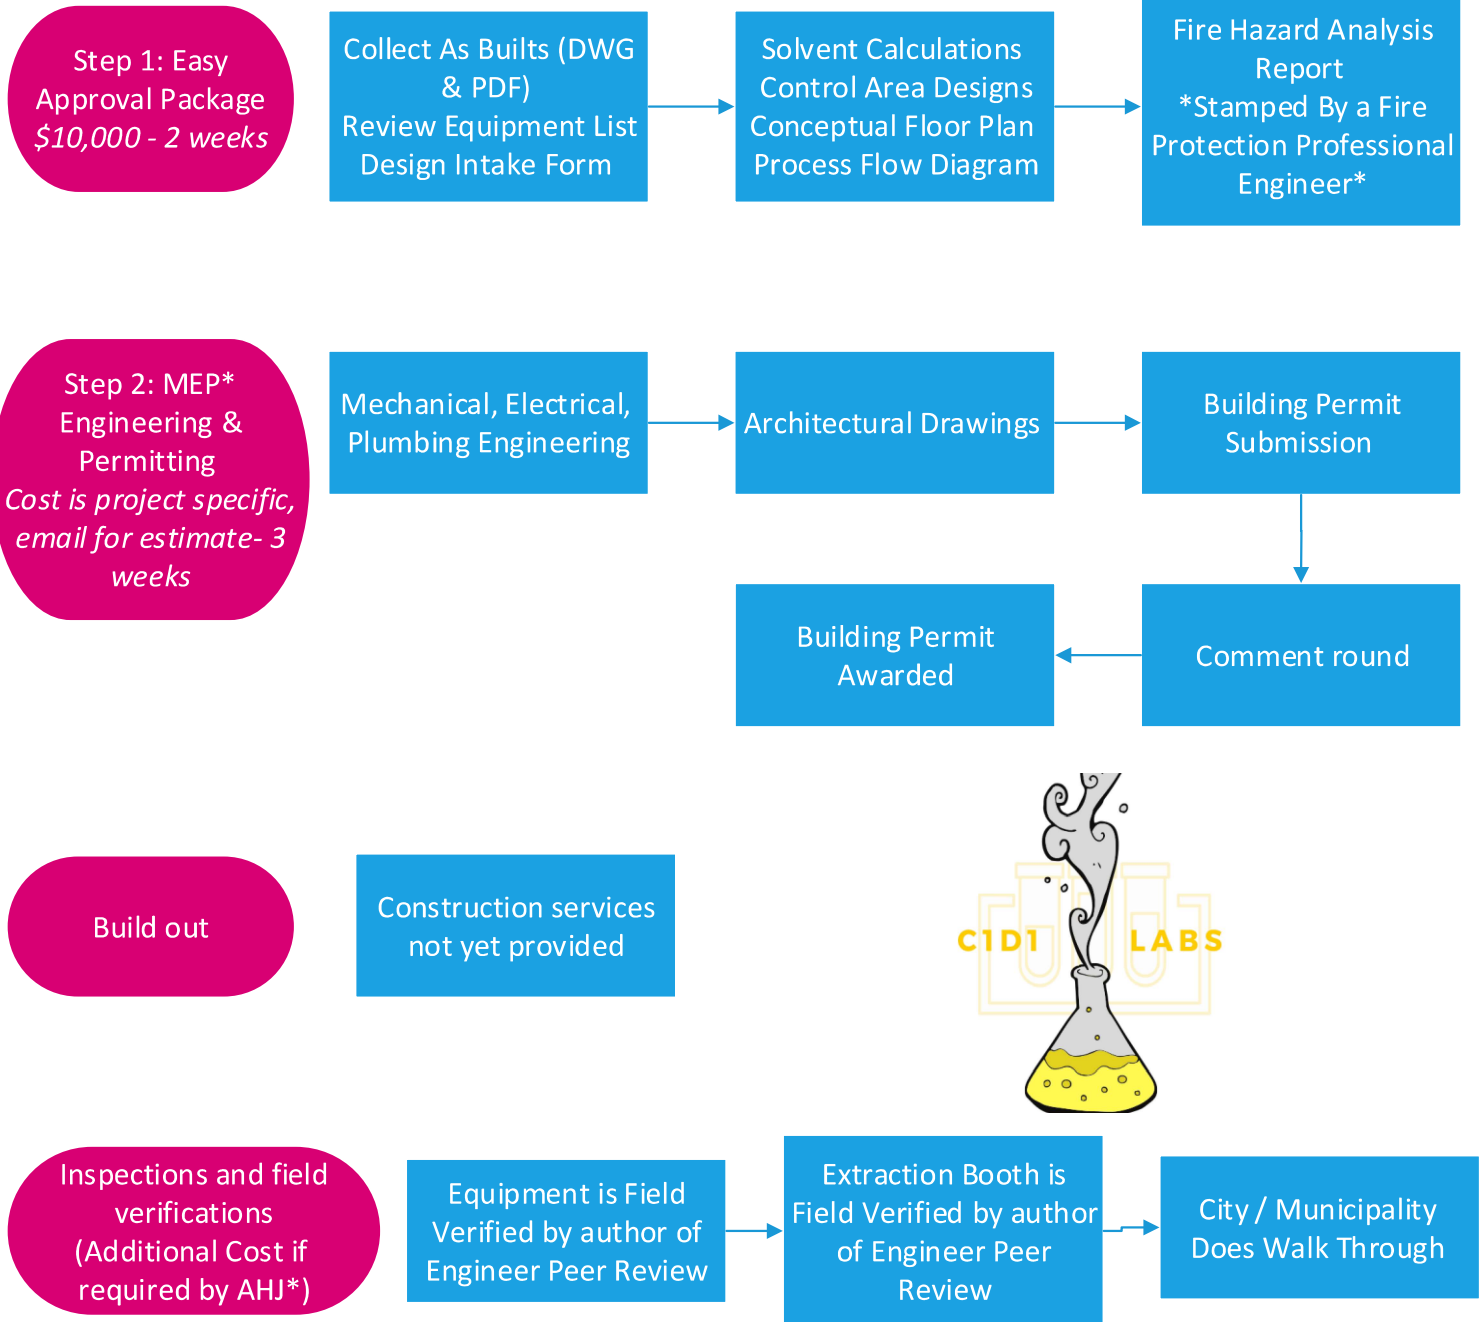 Step 1: Easy
Approval Package
$10,000 - 2 weeks
Collect As Builts (DWG
& PDF)
Review Equipment List
Design Intake Form
Solvent Calculations
Control Area Designs
Conceptual Floor Plan
Process Flow Diagram
Fire Hazard Analysis
Report
*Stamped By a Fire
Protection Professional
Engineer*
Step 2: MEP*
Engineering &
Permitting
Cost is project specific,
email for estimate- 3
weeks
Mechanical, Electrical,
Plumbing Engineering
Architectural Drawings
Building Permit
Submission
Comment round
Building Permit
Awarded
Build out
Construction services
not yet provided
C1D1 LABS
Inspections and field
verifications
(Additional Cost if
required by AHJ*)
Equipment is Field
Verified by author of
Engineer Peer Review
Extraction Booth is
Field Verified by author
of Engineer Peer
Review
City / Municipality
Does Walk Through